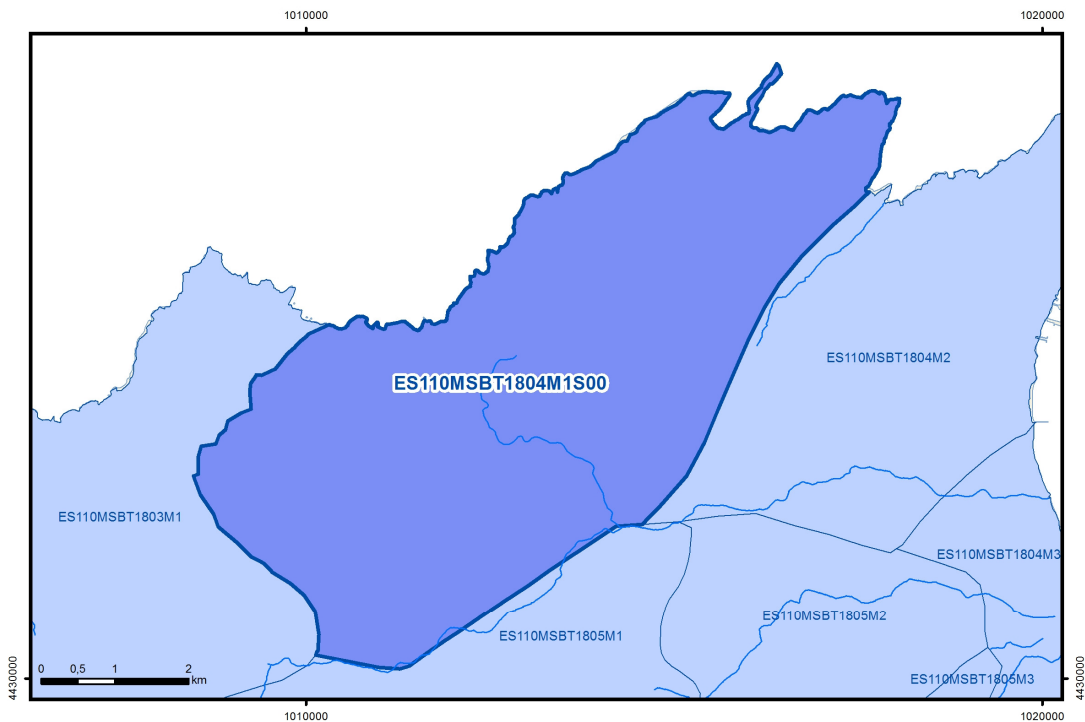 1010000
1020000
ES110MSBT1804M2
ES110MSBT1804M1S00
ES110MSBT1803M1
ES110MSBT1804M3
ES110MSBT1805M2
ES110MSBT1805M1
0 0,5 1 2
km
ES110MSBT1805M3
4430000
4430000
1010000
1020000